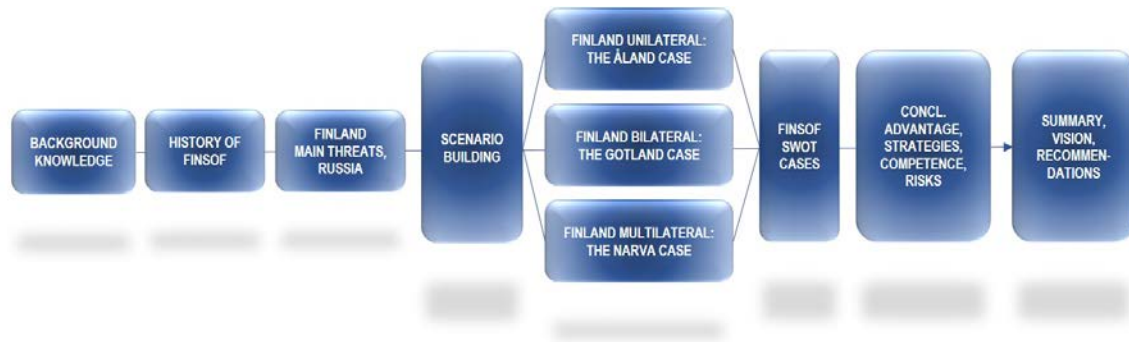 BACKGROUND
KNOWLEDGE
HISTORY OF
FINSOF
FINLAND
MAIN THREATS,
RUSSIA
SCENARIO
BUILDING
FINLAND UNILATERAL:
THE ÅLAND CASE
FINLAND BILATERAL:
THE GOTLAND CASE
FINLAND MULTILATERAL:
THE NARVA CASE
FINSOF
SWOT
CASES
CONCL.
ADVANTAGE,
STRATEGIES,
COMPETENCE,
RISKS
SUMMARY,
VISION,
RECOMMEN-
DATIONS